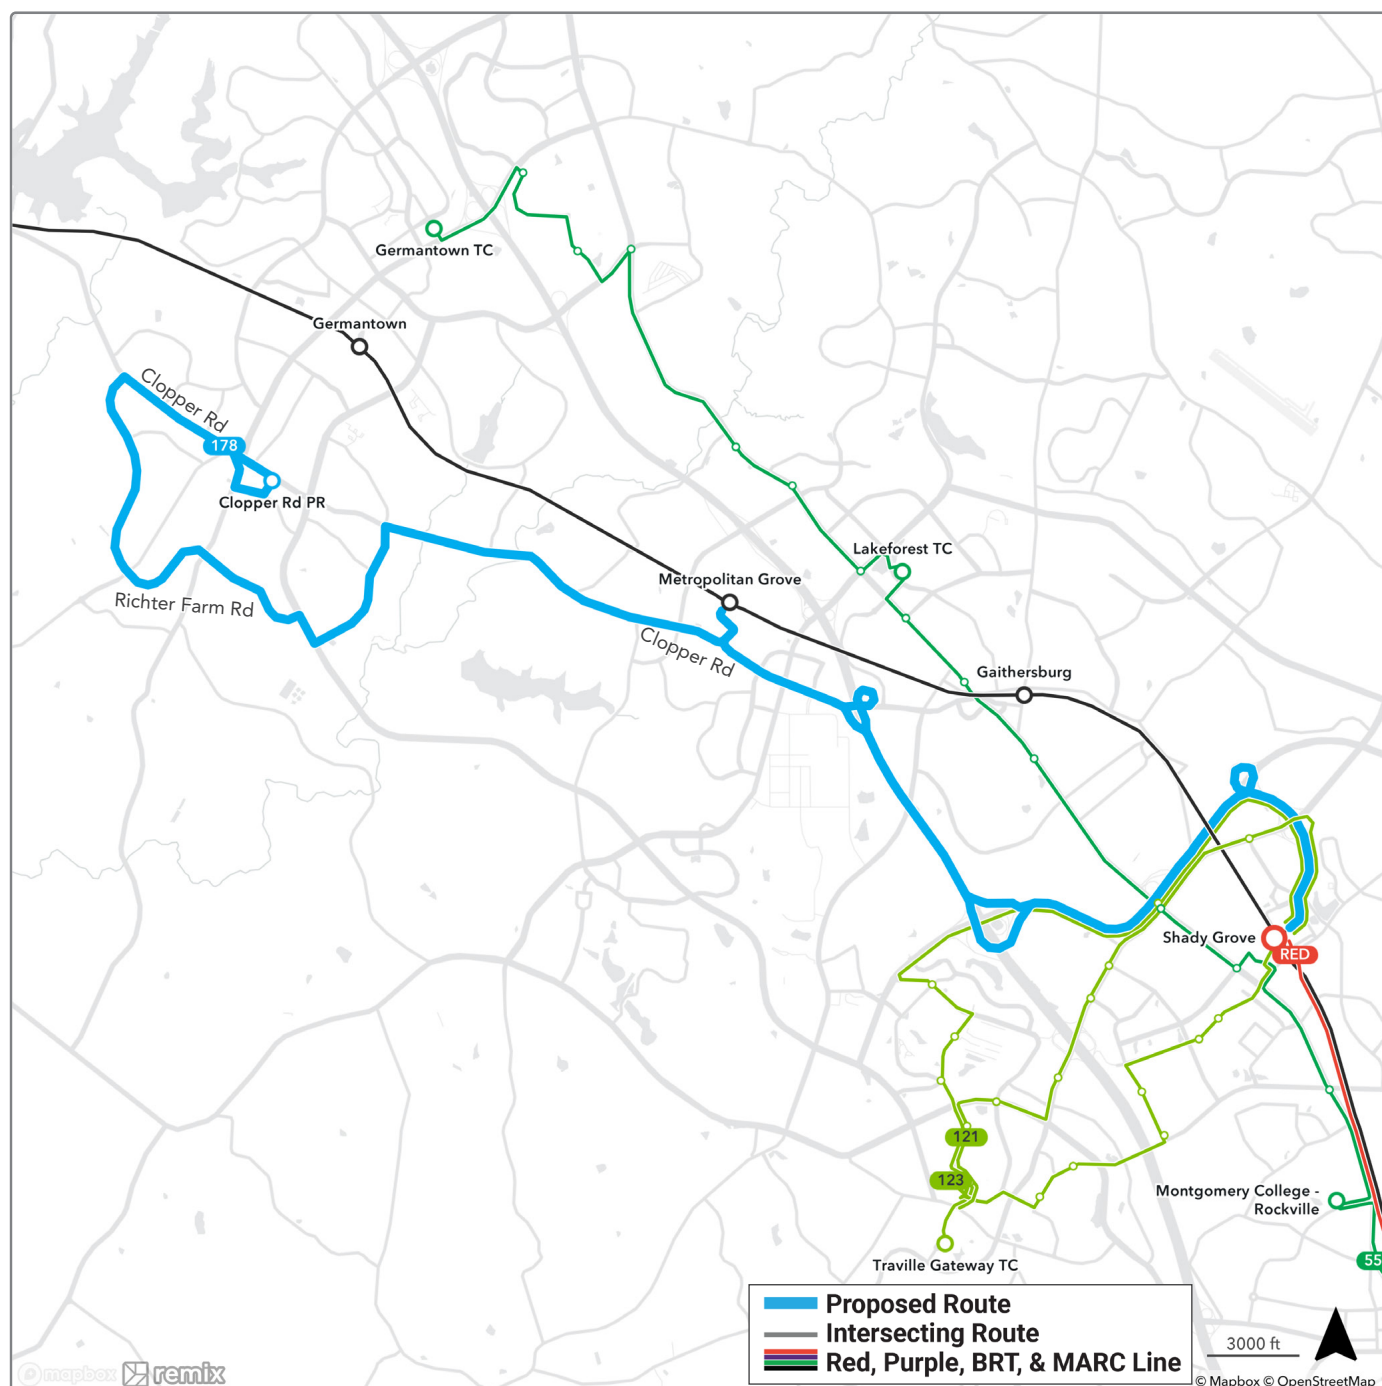 Germantown TC
Germantown
Clopper Rd
178
Clopper Rd PR
Lakeforest TC
Metropolitan Grove
Richter Farm Rd
Clopper Rd
Gaithersburg
Shady Grove
RED
121
123
Montgomery College -
Rockville
55
Traville Gateway TC
Proposed Route
Intersecting Route
Red, Purple, BRT, & MARC Line
3000 ft
mapbox
remix
© Mapbox © OpenStreetMap